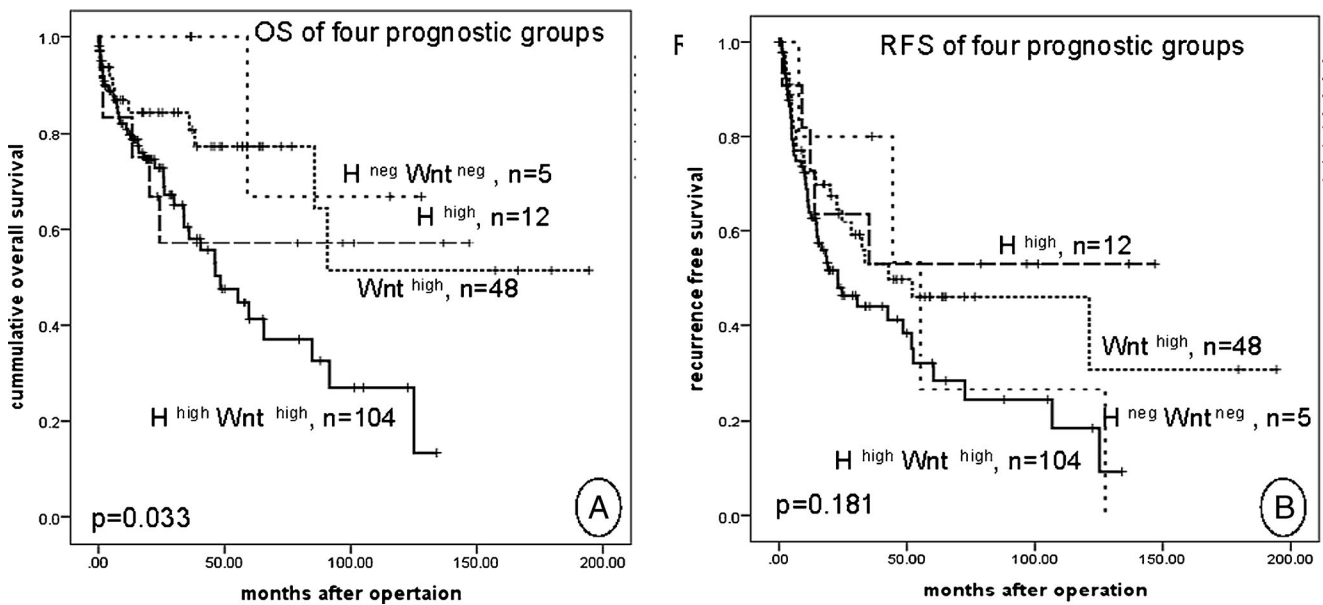 OS of four prognostic groups
1.0
0.8
0.6
0.4
0.2
0.0
cummulative overall survival
H neg Wnt neg , n=5
H high, n=12
Wnt high, n=48
H high Wnt high, n=104
p=0.033
A
.00 50.00 100.00 150.00 200.00
months after opertaion
F
RFS of four prognostic groups
1.0
0.8
0.6
0.4
0.2
0.0
recurrence free survival
H high, n=12
Wnt high, n=48
H neg Wnt neg , n=5
H high Wnt high, n=104
p=0.181
B
.00 50.00 100.00 150.00 200.00
months after operation